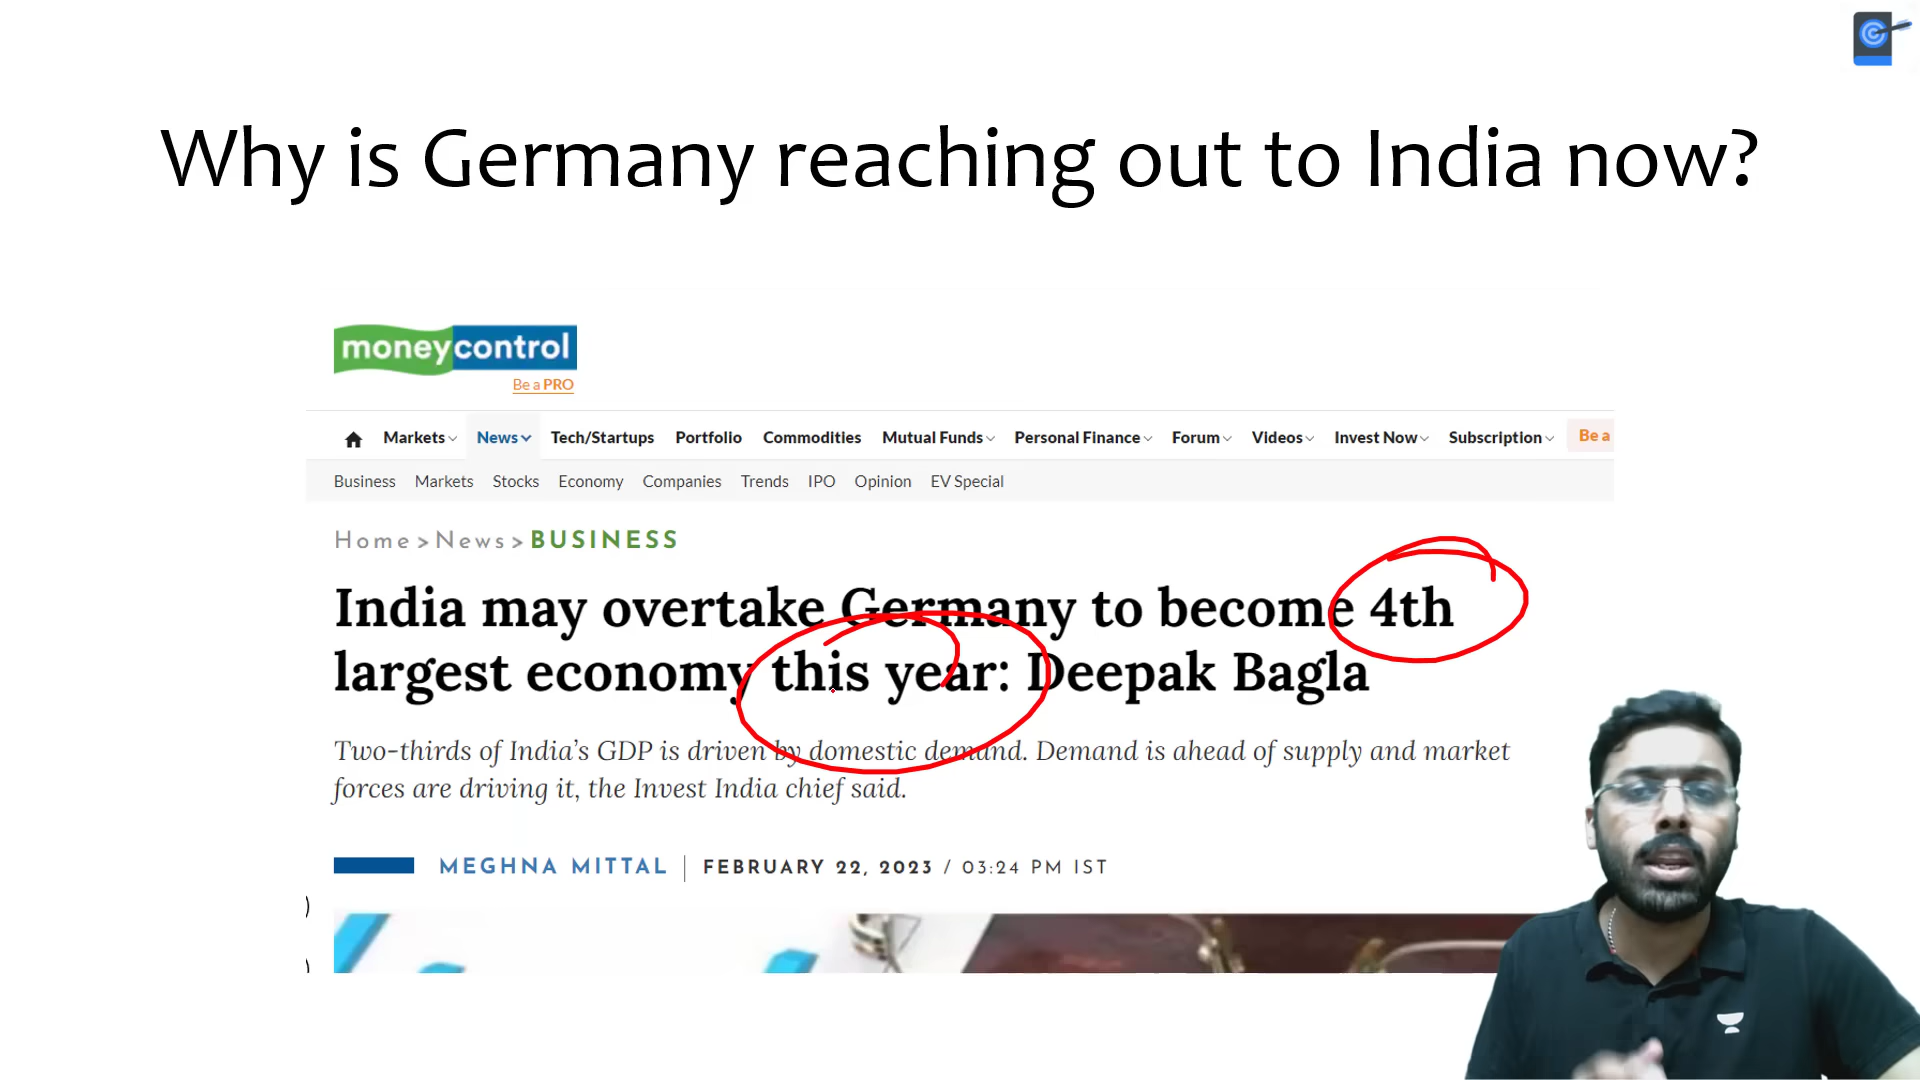 Why is Germany reaching out to India now?
moneycontrol
Be a PRO
Markets News Tech/Startups Portfolio Commodities Mutual Funds Personal Finance Forum Videos Invest Now Subscription Be a
Business Markets Stocks Economy Companies Trends IPO Opinion EV Special
Home > News > BUSINESS
India may overtake Germany to become 4th
largest economy this year: Deepak Bagla
Two-thirds of India’s GDP is driven by domestic demand. Demand is ahead of supply and market
forces are driving it, the Invest India chief said.
MEGHNA MITTAL | FEBRUARY 22, 2023 / 03:24 PM IST